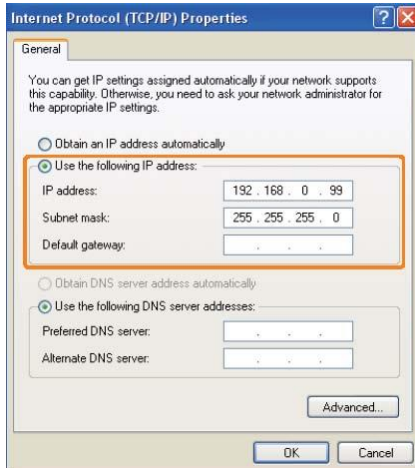 Internet Protocol (TCP/IP) Properties
General
You can get IP settings assigned automatically if your network supports
this capability. Otherwise, you need to ask your network administrator for
the appropriate IP settings.
Obtain an IP address automatically
Use the following IP address:
IP address: 192 . 168 . 0 . 99
Subnet mask: 255 . 255 . 255 . 0
Default gateway: . . .
Obtain DNS server address automatically
Use the following DNS server addresses:
Preferred DNS server: . . .
Alternate DNS server: . . .
Advanced...
OK Cancel